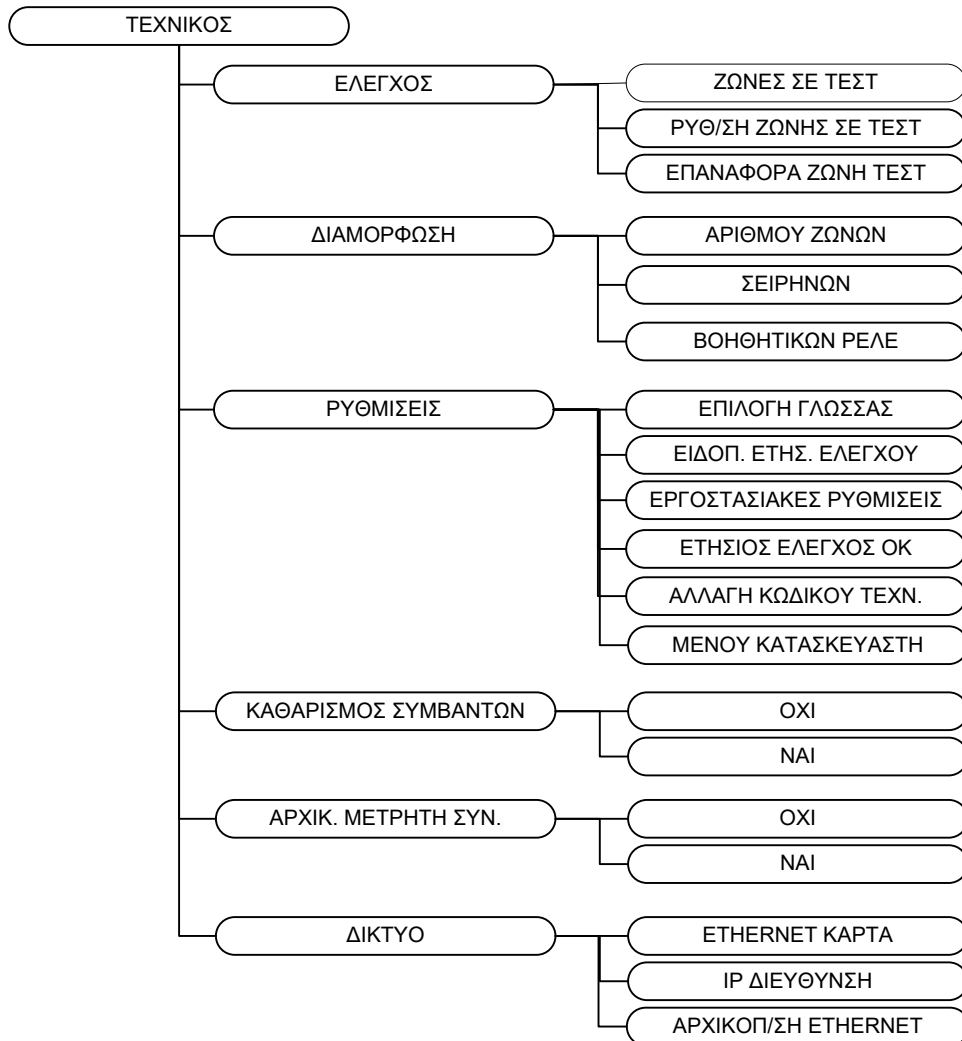 ΤΕΧΝΙΚΟΣ
ΕΛΕΓΧΟΣ
ΖΩΝΕΣ ΣΕ ΤΕΣΤ
ΡΥΘ/ΣΗ ΖΩΝΗΣ ΣΕ ΤΕΣΤ
ΕΠΑΝΑΦΟΡΑ ΖΩΝΗ ΤΕΣΤ
ΔΙΑΜΟΡΦΩΣΗ
ΑΡΙΘΜΟΥ ΖΩΝΩΝ
ΣΕΙΡΗΝΩΝ
ΒΟΗΘΗΤΙΚΩΝ ΡΕΛΕ
ΡΥΘΜΙΣΕΙΣ
ΕΠΙΛΟΓΗ ΓΛΩΣΣΑΣ
ΕΙΔΟΠ. ΕΤΗΣ. ΕΛΕΓΧΟΥ
ΕΡΓΟΣΤΑΣΙΑΚΕΣ ΡΥΘΜΙΣΕΙΣ
ΕΤΗΣΙΟΣ ΕΛΕΓΧΟΣ ΟΚ
ΑΛΛΑΓΗ ΚΩΔΙΚΟΥ ΤΕΧΝ.
ΜΕΝΟΥ ΚΑΤΑΣΚΕΥΑΣΤΗ
ΚΑΘΑΡΙΣΜΟΣ ΣΥΜΒΑΝΤΩΝ
ΟΧΙ
ΝΑΙ
ΑΡΧΙΚ. ΜΕΤΡΗΤΗ ΣΥΝ.
ΟΧΙ
ΝΑΙ
ΔΙΚΤΥΟ
ETHERNET ΚΑΡΤΑ
IP ΔΙΕΥΘΥΝΣΗ
ΑΡΧΙΚΟΠ/ΣΗ ETHERNET